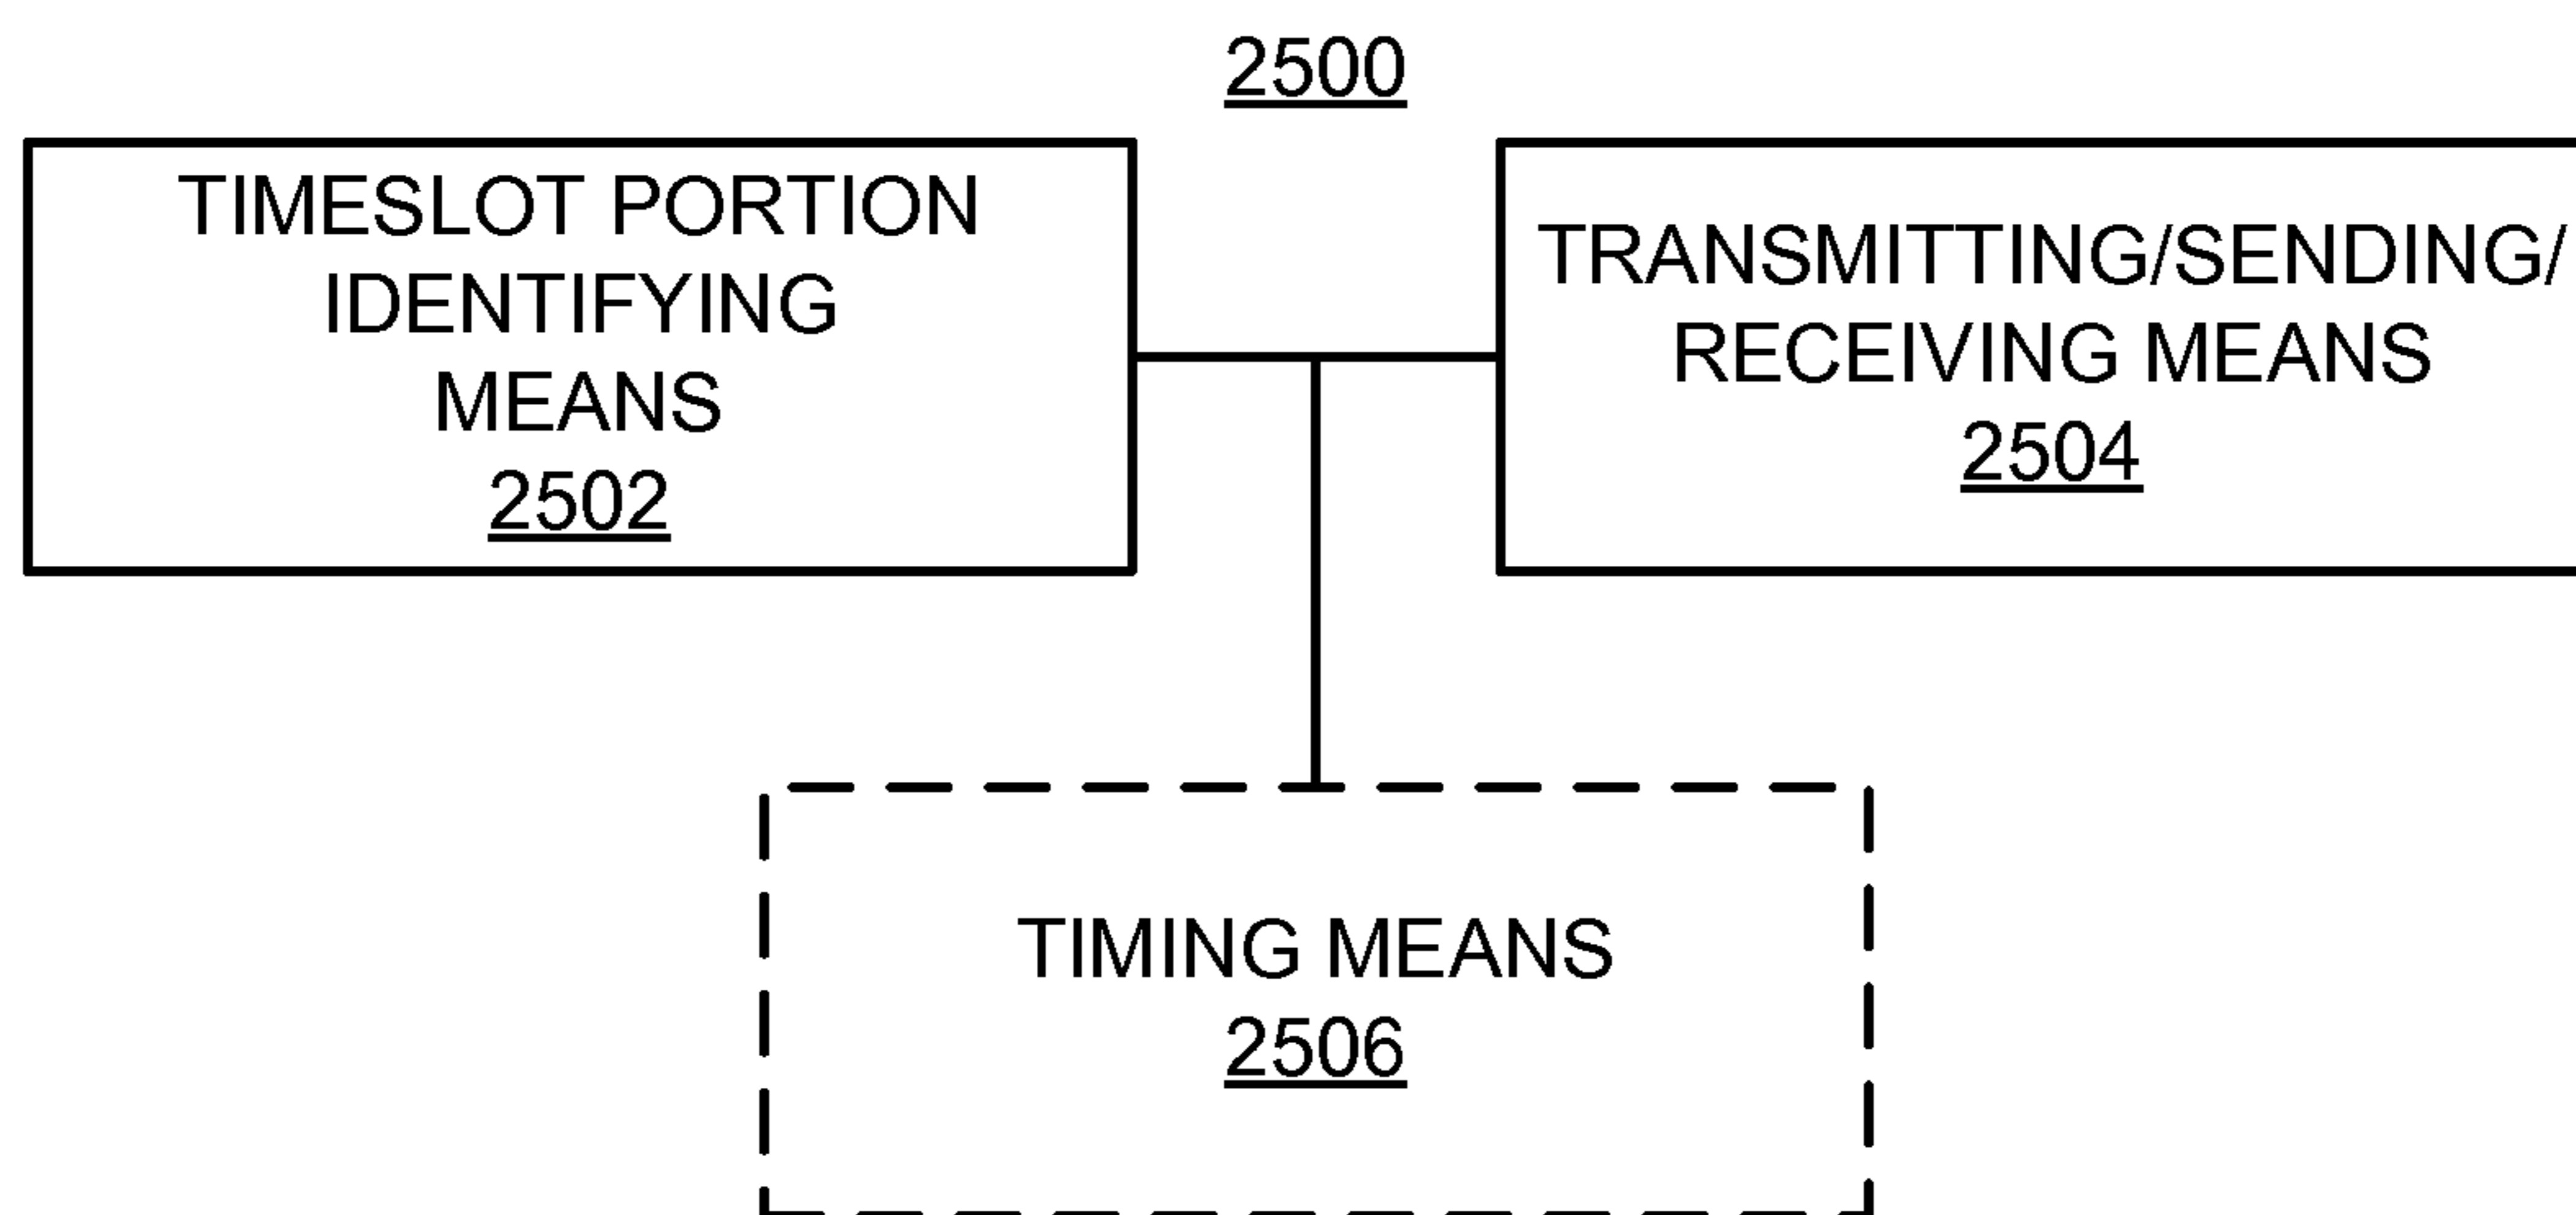 2500
TIMESLOT PORTION
IDENTIFYING
MEANS
2502
TRANSMITTING/SENDING/
RECEIVING MEANS
2504
TIMING MEANS
2506